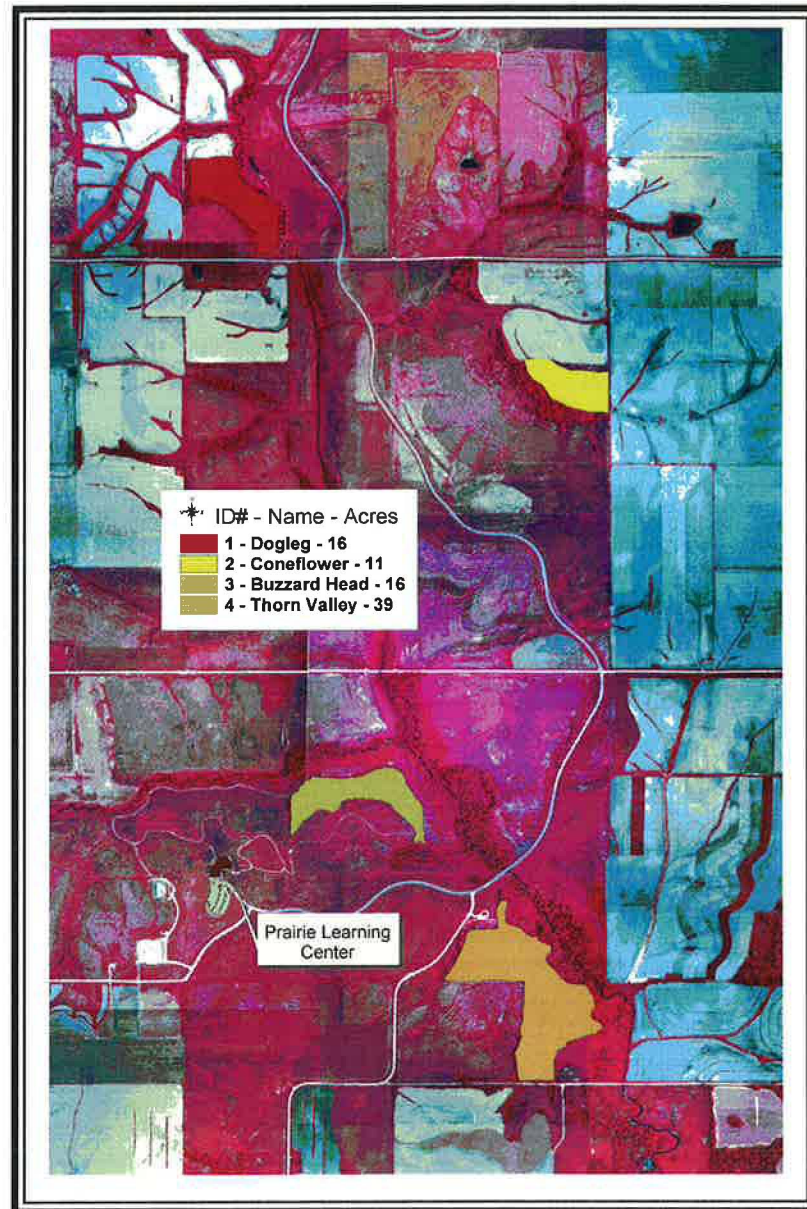 ID# - Name - Acres
1 - Dogleg - 16
2 - Coneflower - 11
3 - Buzzard Head - 16
4 - Thorn Valley - 39
Prairie Learning
Center